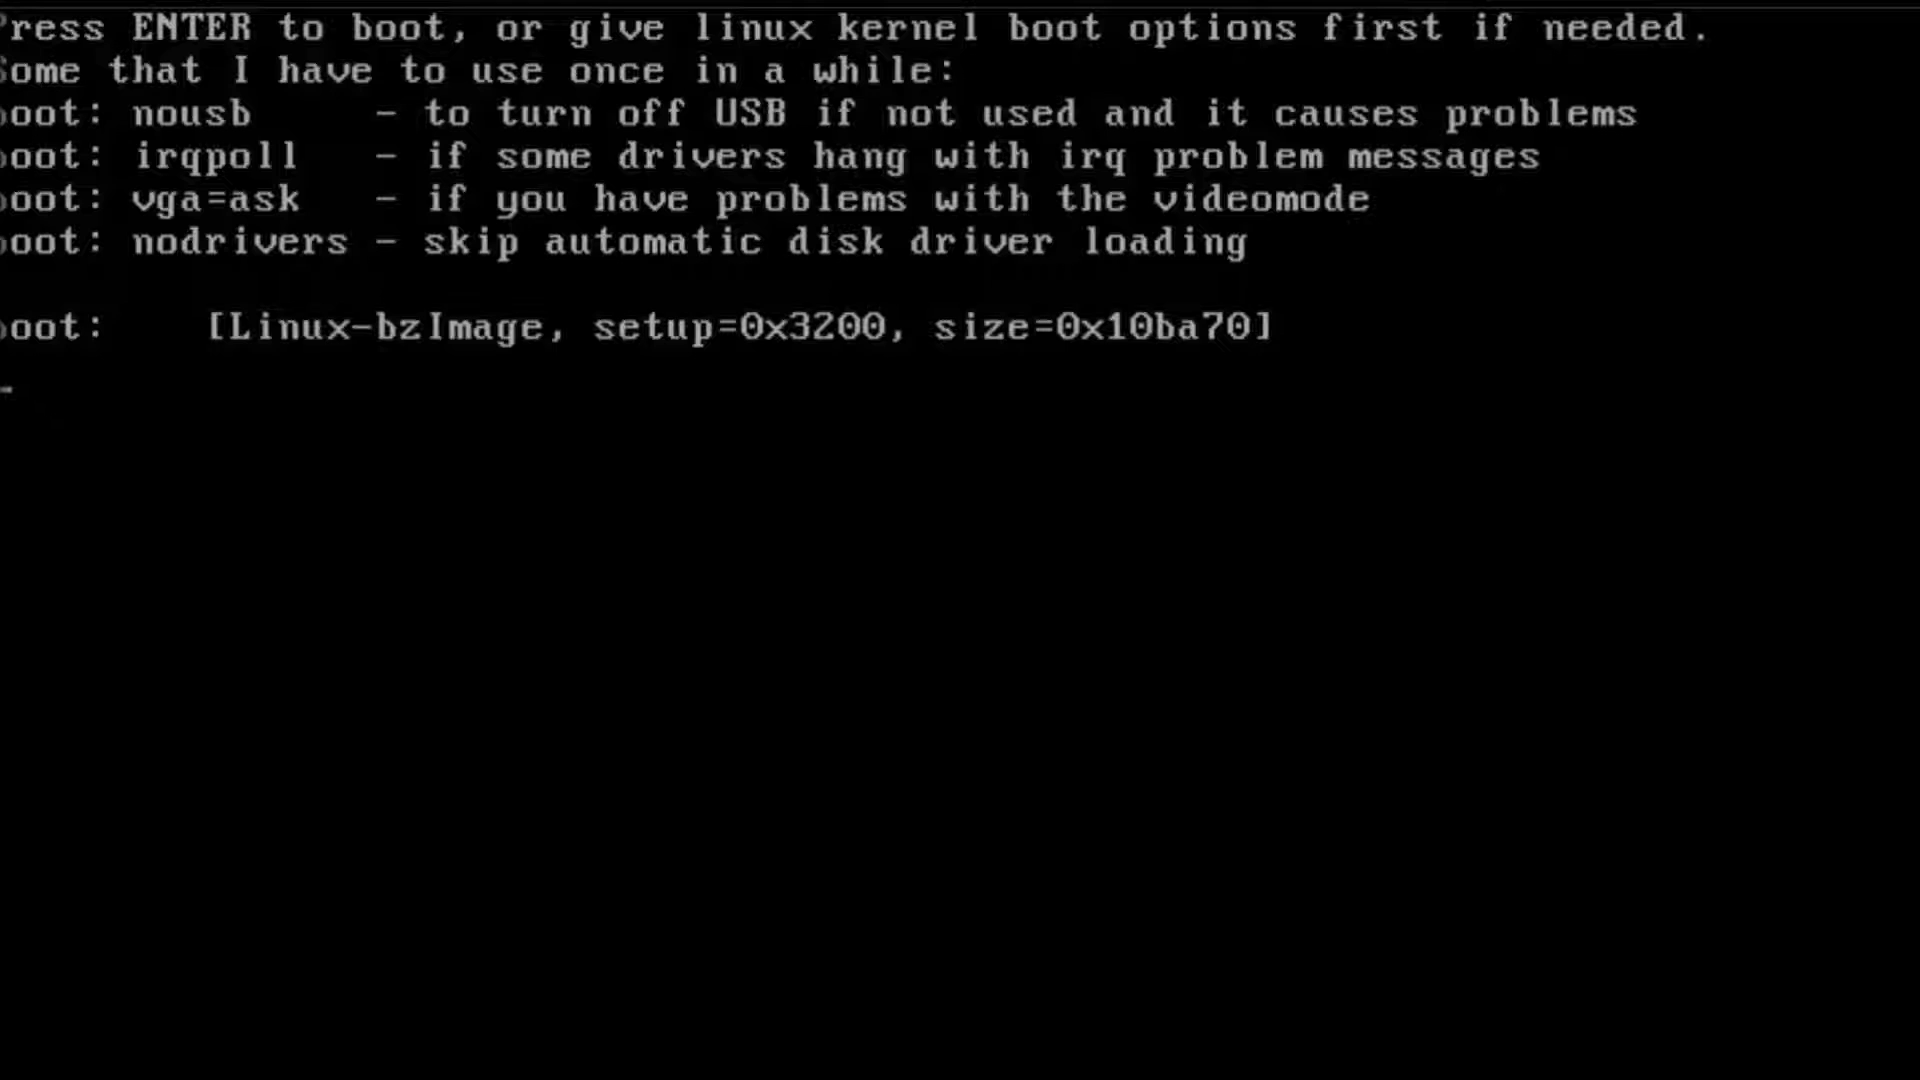 Press ENTER to boot, or give linux kernel boot options first if needed.
Some that I have to use once in a while:
boot: nousb - to turn off USB if not used and it causes problems
boot: irqpoll - if some drivers hang with irq problem messages
boot: vga=ask - if you have problems with the videomode
boot: nodrivers - skip automatic disk driver loading
boot: [Linux-bzImage, setup=0x3200, size=0x10ba70]